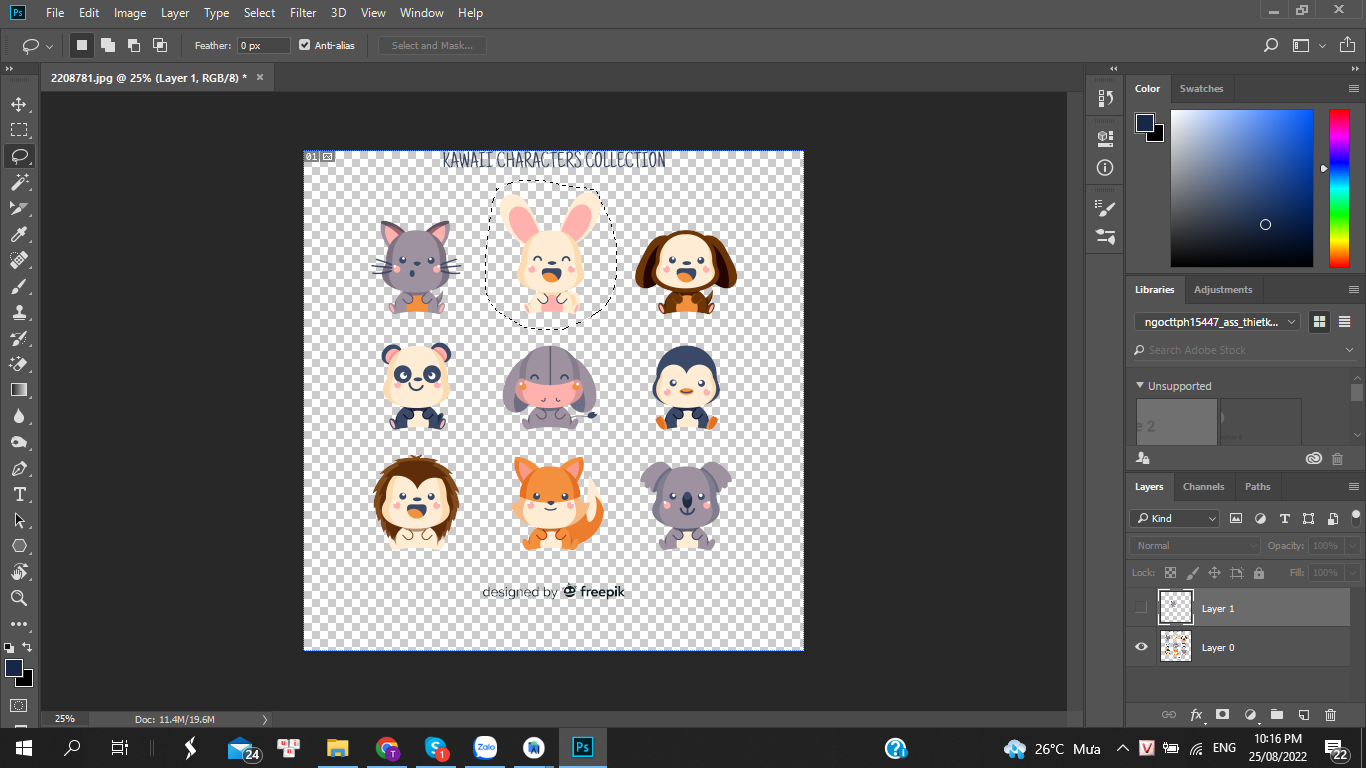 Ps File Edit Image Layer Type Select Filter 3D View Window Help
Feather: 0 px Anti-alias Select and Mask...
2208781.jpg @ 25% (Layer 1, RGB/8) * ×
01
KAWAII CHARACTERS COLLECTION
designed by freepik
25% Doc: 11.4M/19.6M
Color Swatches
Libraries Adjustments
ngocttph15447_ass_thietk...
Search Adobe Stock
Unsupported
e 2
Layers Channels Paths
Kind
Normal Opacity: 100%
Lock: Fill: 100%
Layer 1
Layer 0
24 T 1 Zalo Ps 26°C Mưa V ENG 10:16 PM
25/08/2022 22